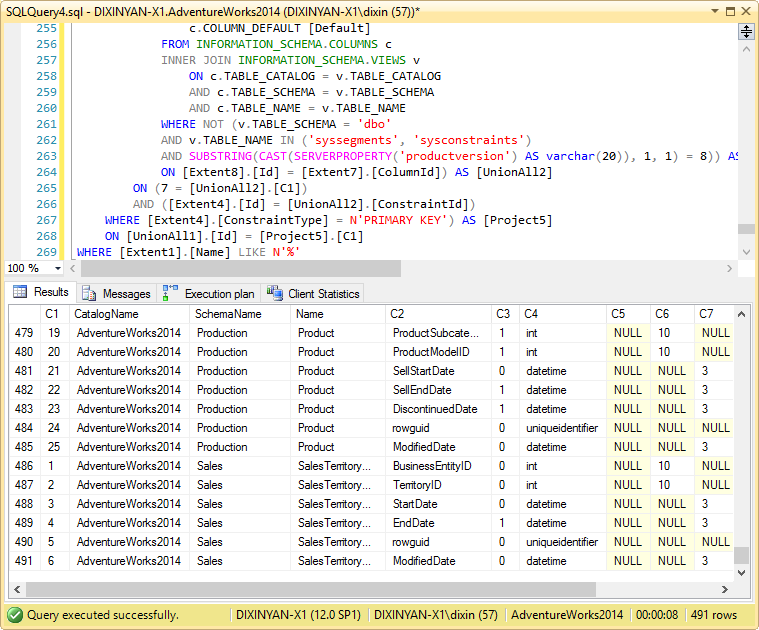 SQLQuery4.sql - DIXINYAN-X1.AdventureWorks2014 (DIXINYAN-X1\dixin (57))*
255 c.COLUMN_DEFAULT [Default]
256 FROM INFORMATION_SCHEMA.COLUMNS c
257 INNER JOIN INFORMATION_SCHEMA.VIEWS v
258 ON c.TABLE_CATALOG = v.TABLE_CATALOG
259 AND c.TABLE_SCHEMA = v.TABLE_SCHEMA
260 AND c.TABLE_NAME = v.TABLE_NAME
261 WHERE NOT (v.TABLE_SCHEMA = 'dbo'
262 AND v.TABLE_NAME IN ('syssegments', 'sysconstraints')
263 AND SUBSTRING(CAST(SERVERPROPERTY('productversion') AS varchar(20)), 1, 1) = 8)) AS
264 ON [Extent8].[Id] = [Extent7].[ColumnId]) AS [UnionAll2]
265 ON (7 = [UnionAll2].[C1])
266 AND ([Extent4].[Id] = [UnionAll2].[ConstraintId])
267 WHERE [Extent4].[ConstraintType] = N'PRIMARY KEY') AS [Project5]
268 ON [UnionAll1].[Id] = [Project5].[C1]
269 WHERE [Extent1].[Name] LIKE N'%'
100 %
Results Messages Execution plan Client Statistics
C1 CatalogName SchemaName Name C2 C3 C4 C5 C6 C7
479 19 AdventureWorks2014 Production Product ProductSubcate... 1 int NULL 10 NULL
480 20 AdventureWorks2014 Production Product ProductModelID 1 int NULL 10 NULL
481 21 AdventureWorks2014 Production Product SellStartDate 0 datetime NULL NULL 3
482 22 AdventureWorks2014 Production Product SellEndDate 1 datetime NULL NULL 3
483 23 AdventureWorks2014 Production Product DiscontinuedDate 1 datetime NULL NULL 3
484 24 AdventureWorks2014 Production Product rowguid 0 uniqueidentifier NULL NULL NULL
485 25 AdventureWorks2014 Production Product ModifiedDate 0 datetime NULL NULL 3
486 1 AdventureWorks2014 Sales SalesTerritory... BusinessEntityID 0 int NULL 10 NULL
487 2 AdventureWorks2014 Sales SalesTerritory... TerritoryID 0 int NULL 10 NULL
488 3 AdventureWorks2014 Sales SalesTerritory... StartDate 0 datetime NULL NULL 3
489 4 AdventureWorks2014 Sales SalesTerritory... EndDate 1 datetime NULL NULL 3
490 5 AdventureWorks2014 Sales SalesTerritory... rowguid 0 uniqueidentifier NULL NULL NULL
491 6 AdventureWorks2014 Sales SalesTerritory... ModifiedDate 0 datetime NULL NULL 3
Query executed successfully. DIXINYAN-X1 (12.0 SP1) DIXINYAN-X1\dixin (57) AdventureWorks2014 00:00:08 491 rows